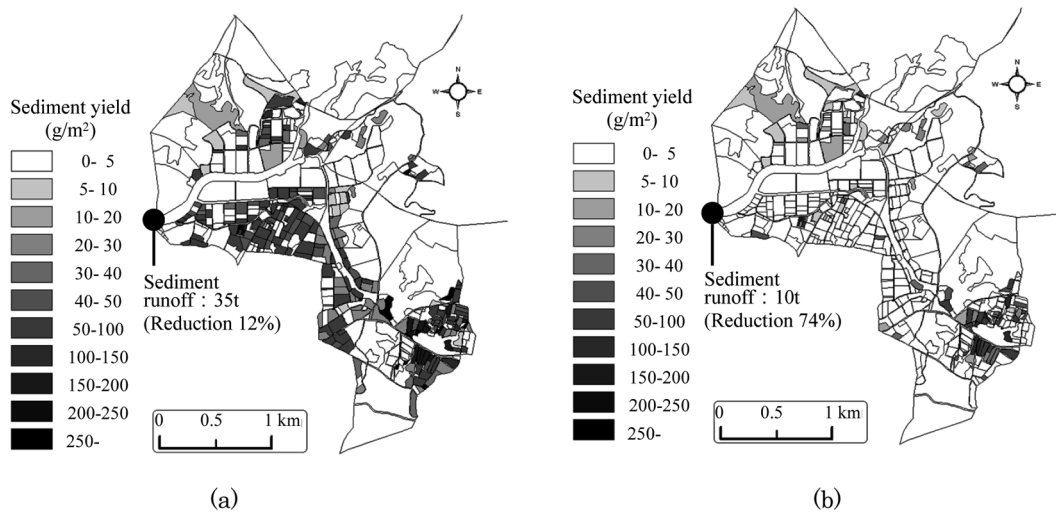 Sediment yield
(g/m²)
0- 5
5- 10
10- 20
20- 30
30- 40
40- 50
50-100
100-150
150-200
200-250
250-
N
W E
S
Sediment
runoff：35t
(Reduction 12%)
0 0.5 1 km
(a)
Sediment yield
(g/m²)
0- 5
5- 10
10- 20
20- 30
30- 40
40- 50
50-100
100-150
150-200
200-250
250-
N
W E
S
Sediment
runoff：10t
(Reduction 74%)
0 0.5 1 km
(b)